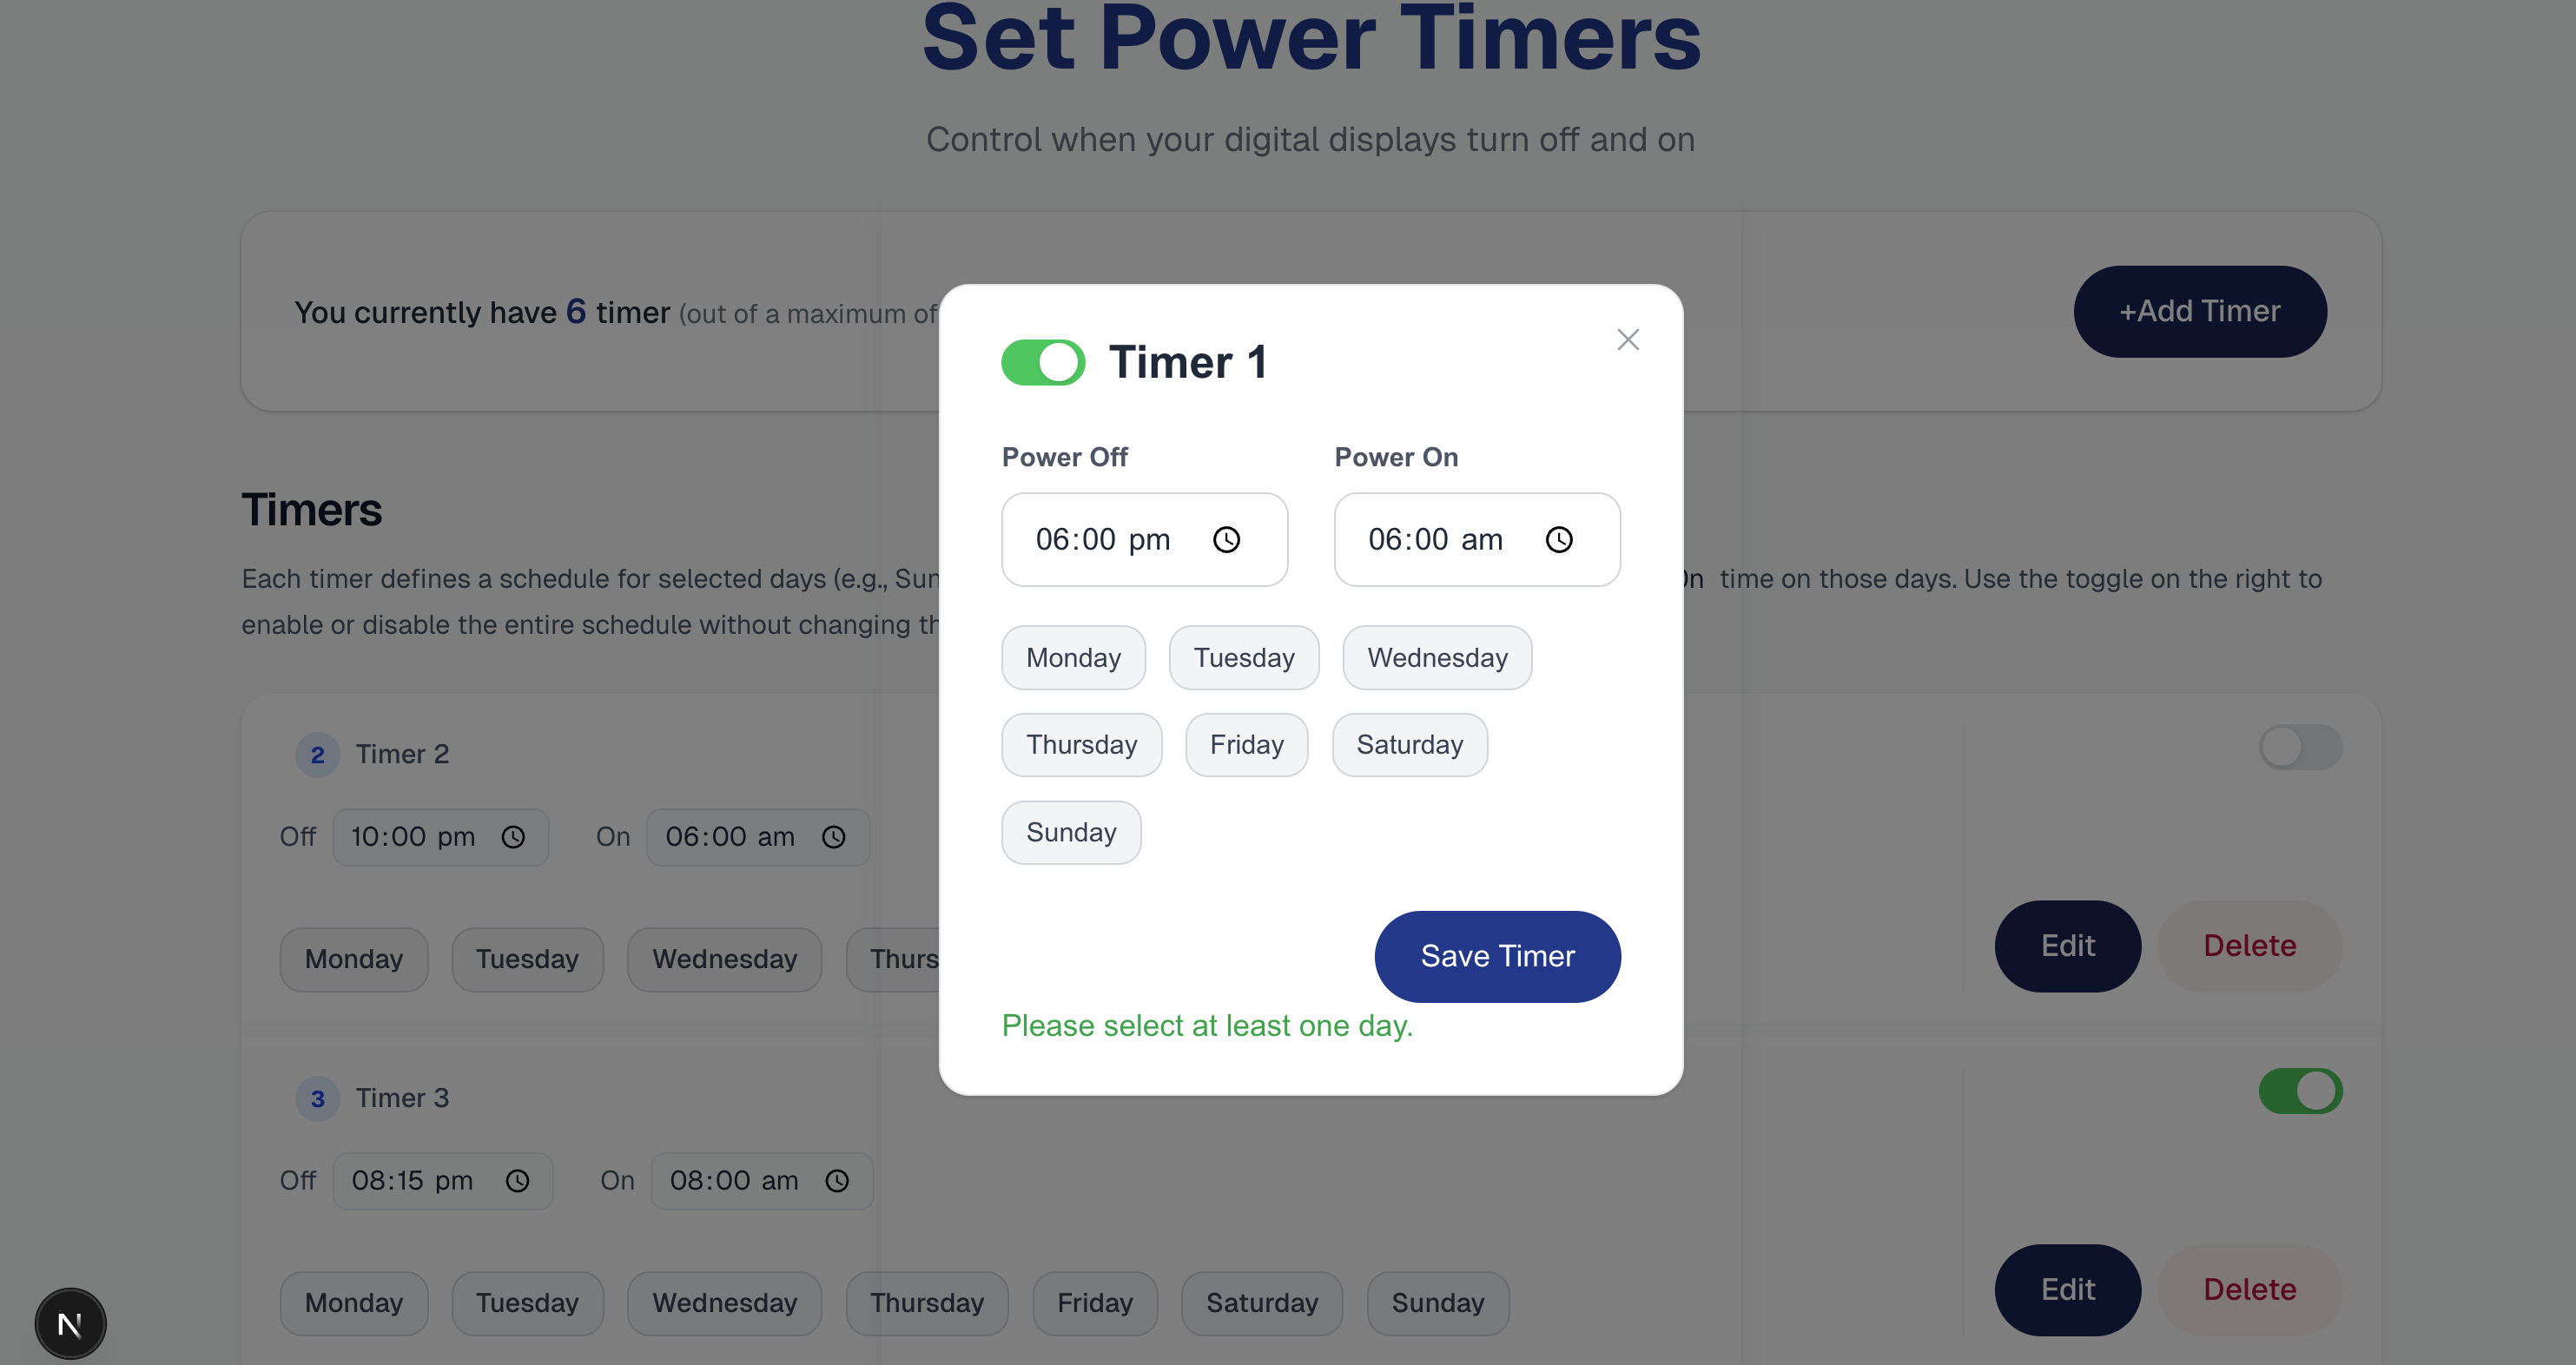 Set Power Timers
Control when your digital displays turn off and on
You currently have 6 timer (out of a maximum of
+Add Timer
Timer 1
Power Off
Power On
06:00 pm
06:00 am
Monday
Tuesday
Wednesday
Thursday
Friday
Saturday
Sunday
Save Timer
Please select at least one day.
Timers
Each timer defines a schedule for selected days (e.g., Sun time on those days. Use the toggle on the right to
enable or disable the entire schedule without changing
2 Timer 2
Off 10:00 pm On 06:00 am
Monday Tuesday Wednesday Thurs
Edit Delete
3 Timer 3
Off 08:15 pm On 08:00 am
Monday Tuesday Wednesday Thursday Friday Saturday Sunday
Edit Delete
N